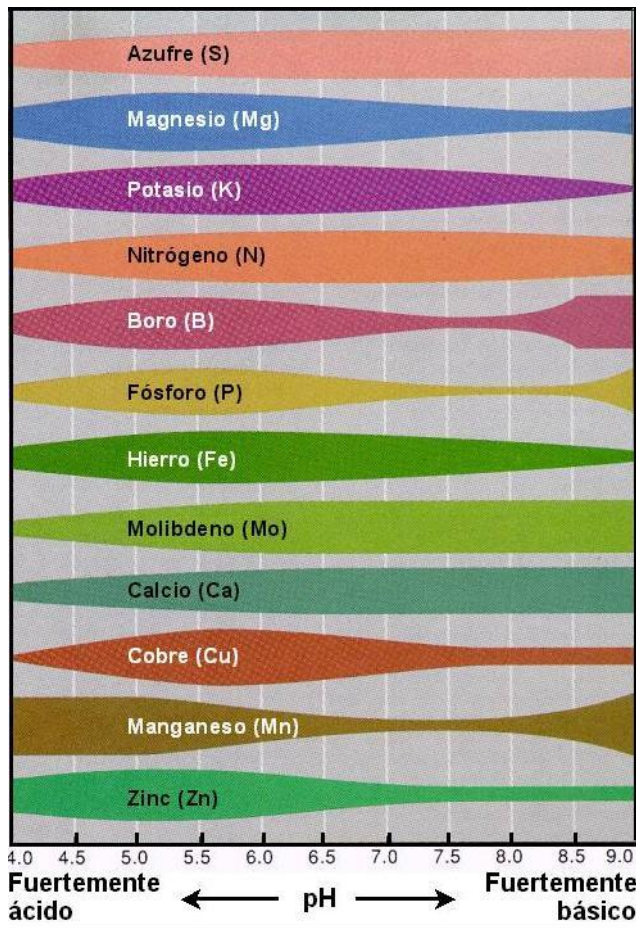 Azufre (S)
Magnesio (Mg)
Potasio (K)
Nitrógeno (N)
Boro (B)
Fósforo (P)
Hierro (Fe)
Molibdeno (Mo)
Calcio (Ca)
Cobre (Cu)
Manganeso (Mn)
Zinc (Zn)
4.0 4.5 5.0 5.5 6.0 6.5 7.0 7.5 8.0 8.5 9.0
Fuertemente ácido
pH
Fuertemente básico